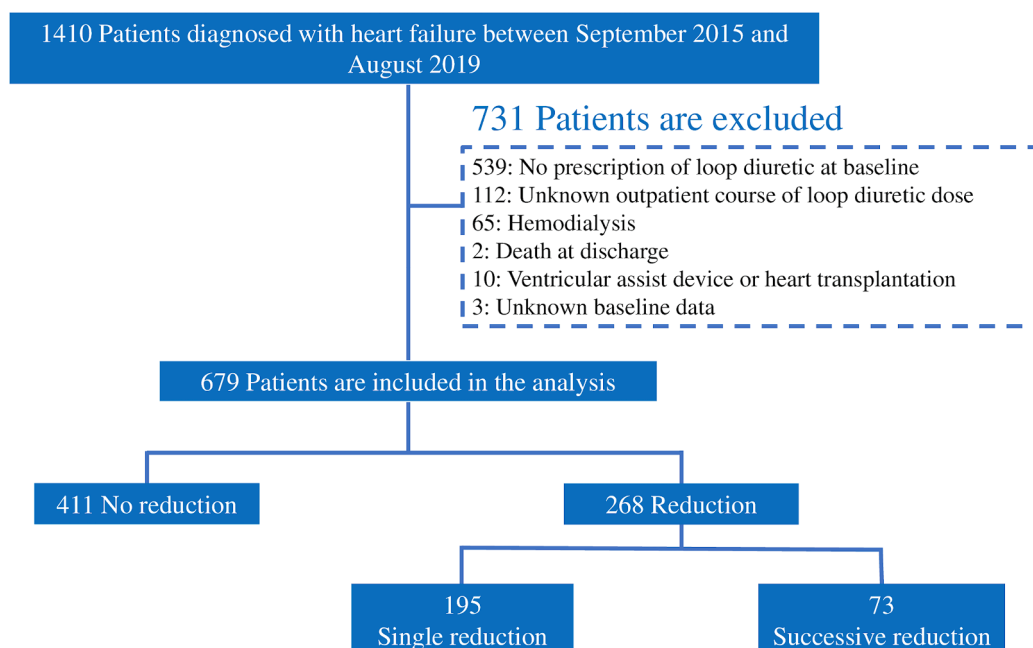 1410 Patients diagnosed with heart failure between September 2015 and
August 2019
731 Patients are excluded
539: No prescription of loop diuretic at baseline
112: Unknown outpatient course of loop diuretic dose
65: Hemodialysis
2: Death at discharge
10: Ventricular assist device or heart transplantation
3: Unknown baseline data
679 Patients are included in the analysis
411 No reduction
268 Reduction
195
Single reduction
73
Successive reduction